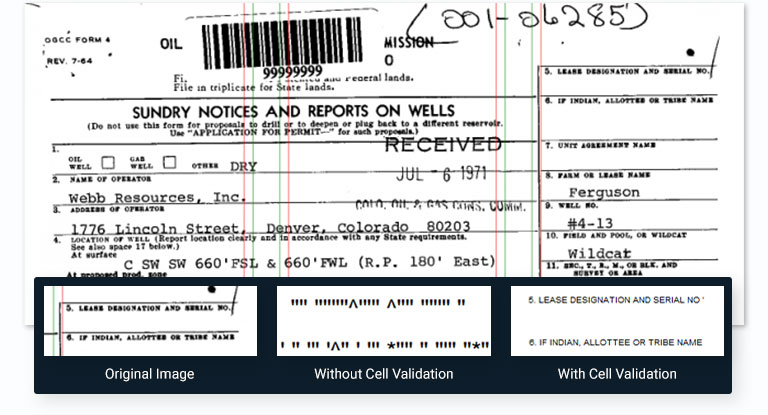 (001-06285)
OGCC FORM 4
OIL
MISSION
REV. 7-64
O
99999999
Fi.
Federal lands.
File in triplicate for State lands.
5. LEASE DESIGNATION AND SERIAL NO.
SUNDRY NOTICES AND REPORTS ON WELLS
6. IF INDIAN, ALLOTTEE OR TRIBE NAME
(Do not use this form for proposals to drill or to deepen or plug back to a different reservoir.
Use "APPLICATION FOR PERMIT—" for such proposals.)
1.
OIL WELL
GAS WELL
OTHER DRY
RECEIVED
JUL - 6 1971
COLO. OIL & GAS CONS. COMM.
7. UNIT AGREEMENT NAME
2. NAME OF OPERATOR
Webb Resources, Inc.
8. FARM OR LEASE NAME
Ferguson
3. ADDRESS OF OPERATOR
1776 Lincoln Street, Denver, Colorado 80203
9. WELL NO.
#4-13
4. LOCATION OF WELL (Report location clearly and in accordance with any State requirements.
See also space 17 below.)
At surface
C SW SW 660'FSL & 660'FWL (R.P. 180' East)
At proposed prod. zone
10. FIELD AND POOL, OR WILDCAT
Wildcat
11. SEC., T., R., M., OR BLK. AND
SURVEY OR AREA
5. LEASE DESIGNATION AND SERIAL NO.
6. IF INDIAN, ALLOTTEE OR TRIBE NAME
Original Image
"" """"^""" ^"" """" "
' " "' '^" ' "' *""' " """ "*"
Without Cell Validation
5. LEASE DESIGNATION AND SERIAL NO '
6. IF INDIAN, ALLOTTEE OR TRIBE NAME
With Cell Validation